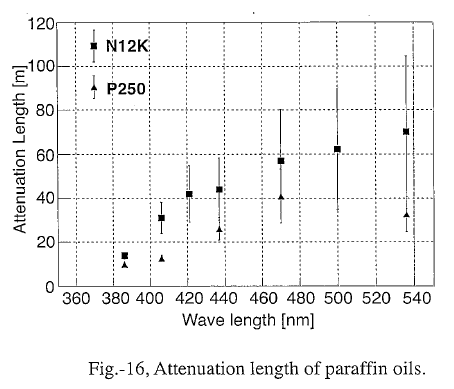 120
100
80
60
40
20
0
N12K
P250
Attenuation Length [m]
360 380 400 420 440 460 480 500 520 540
Wave length [nm]
Fig.-16, Attenuation length of paraffin oils.